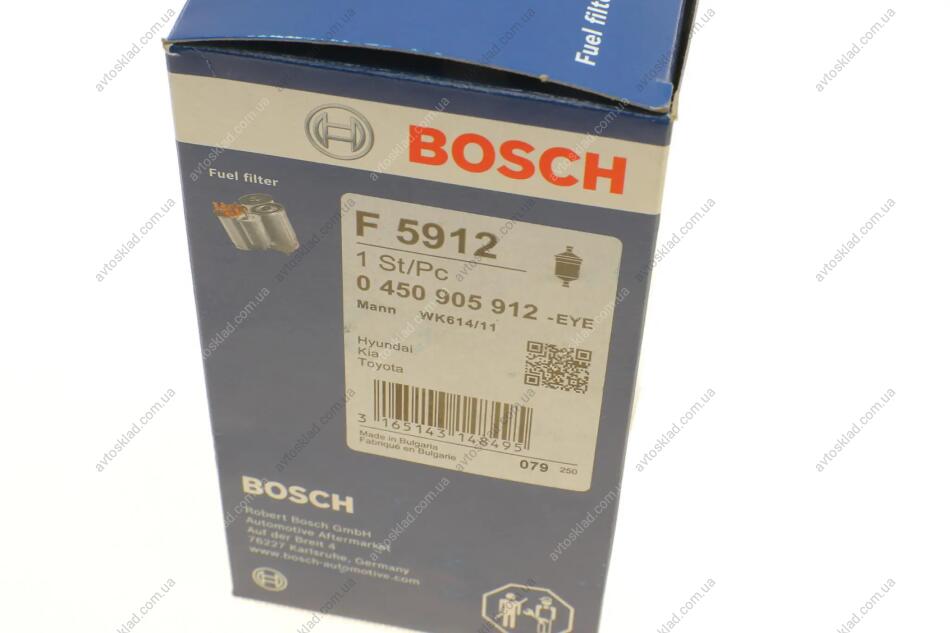 Fuel filte
BOSCH
Fuel filter
F 5912
1 St/Pc
0 450 905 912 -EYE
Mann WK614/11
Hyundai
Kia
Toyota
3 165143 148495
Made in Bulgaria
Fabriqué en Bulgarie
079 250
BOSCH
Robert Bosch GmbH
Automotive Aftermarket
Auf der Breit 4
76227 Karlsruhe, Germany
www.bosch-automotive.com
avtosklad.com.ua